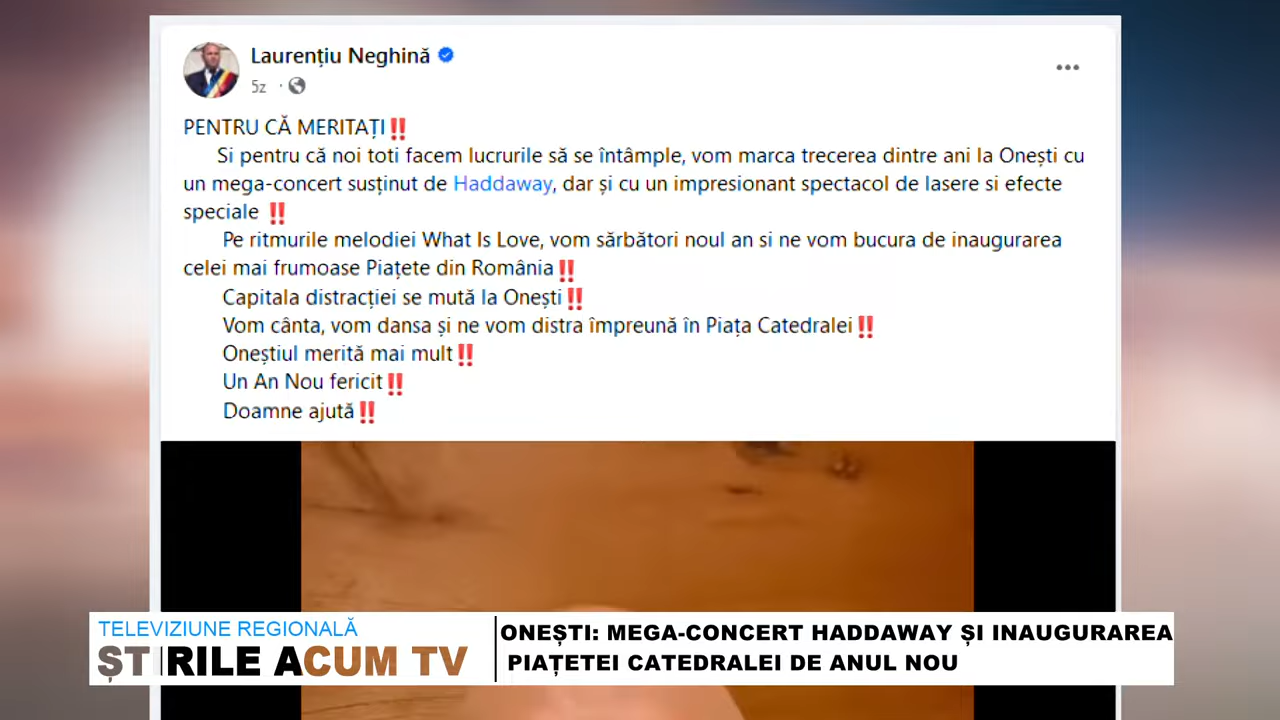 Laurențiu Neghină
5z ·
PENTRU CĂ MERITAȚI‼️
Si pentru că noi toti facem lucrurile să se întâmple, vom marca trecerea dintre ani la Onești cu
un mega-concert susținut de Haddaway, dar și cu un impresionant spectacol de lasere si efecte
speciale ‼️
Pe ritmurile melodiei What Is Love, vom sărbători noul an si ne vom bucura de inaugurarea
celei mai frumoase Piațete din România‼️
Capitala distracției se mută la Onești‼️
Vom cânta, vom dansa și ne vom distra împreună în Piața Catedralei‼️
Oneștiul merită mai mult‼️
Un An Nou fericit‼️
Doamne ajută‼️
TELEVIZIUNE REGIONALĂ
ȘTIRILE ACUM TV
ONEȘTI: MEGA-CONCERT HADDAWAY ȘI INAUGURAREA
PIAȚETEI CATEDRALEI DE ANUL NOU